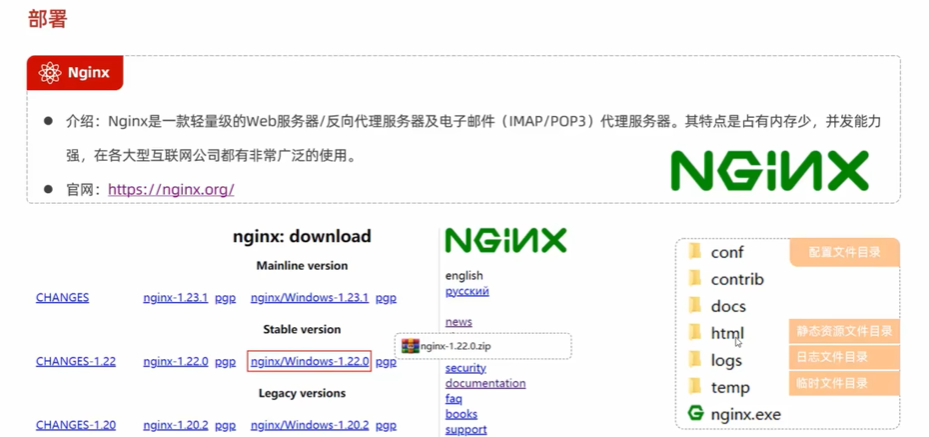 部署
Nginx
介绍：Nginx是一款轻量级的Web服务器/反向代理服务器及电子邮件（IMAP/POP3）代理服务器。其特点是占有内存少，并发能力
强，在各大型互联网公司都有非常广泛的使用。
官网：https://nginx.org/
NGINX
nginx: download
Mainline version
CHANGES nginx-1.23.1 pgp nginx/Windows-1.23.1 pgp
Stable version
CHANGES-1.22 nginx-1.22.0 pgp nginx/Windows-1.22.0 pgp
Legacy versions
CHANGES-1.20 nginx-1.20.2 pgp nginx/Windows-1.20.2 pgp
NGINX
english
русский
news
nginx-1.22.0.zip
security
documentation
faq
books
support
conf 配置文件目录
contrib
docs
html 静态资源文件目录
logs 日志文件目录
temp 临时文件目录
nginx.exe